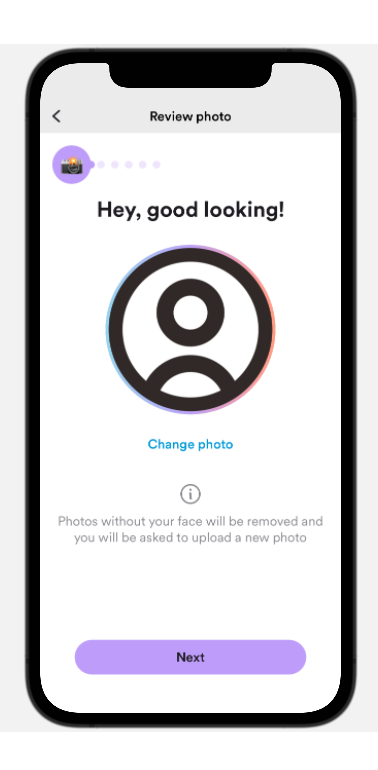 Review photo
Hey, good looking!
Change photo
Photos without your face will be removed and
you will be asked to upload a new photo
Next